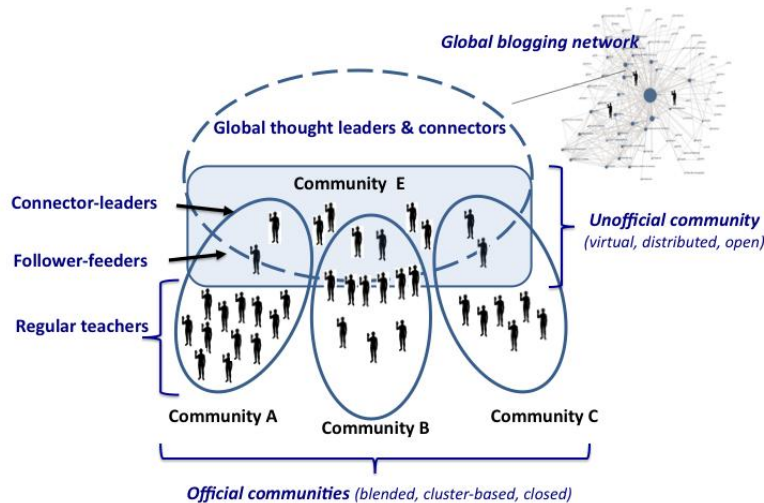 Global blogging network
Global thought leaders & connectors
Community E
Connector-leaders
Unofficial community
(virtual, distributed, open)
Follower-feeders
Regular teachers
Community A
Community B
Community C
Official communities (blended, cluster-based, closed)